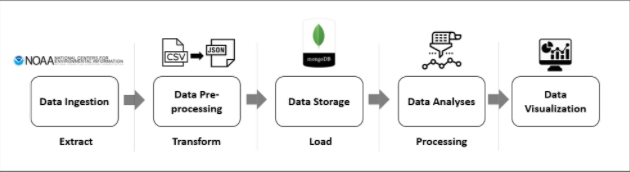 NOAA NATIONAL CENTERS FOR
ENVIRONMENTAL INFORMATION
CSV
JSON
mongoDB
Data Ingestion
Data Pre-
processing
Data Storage
Data Analyses
Data
Visualization
Extract
Transform
Load
Processing